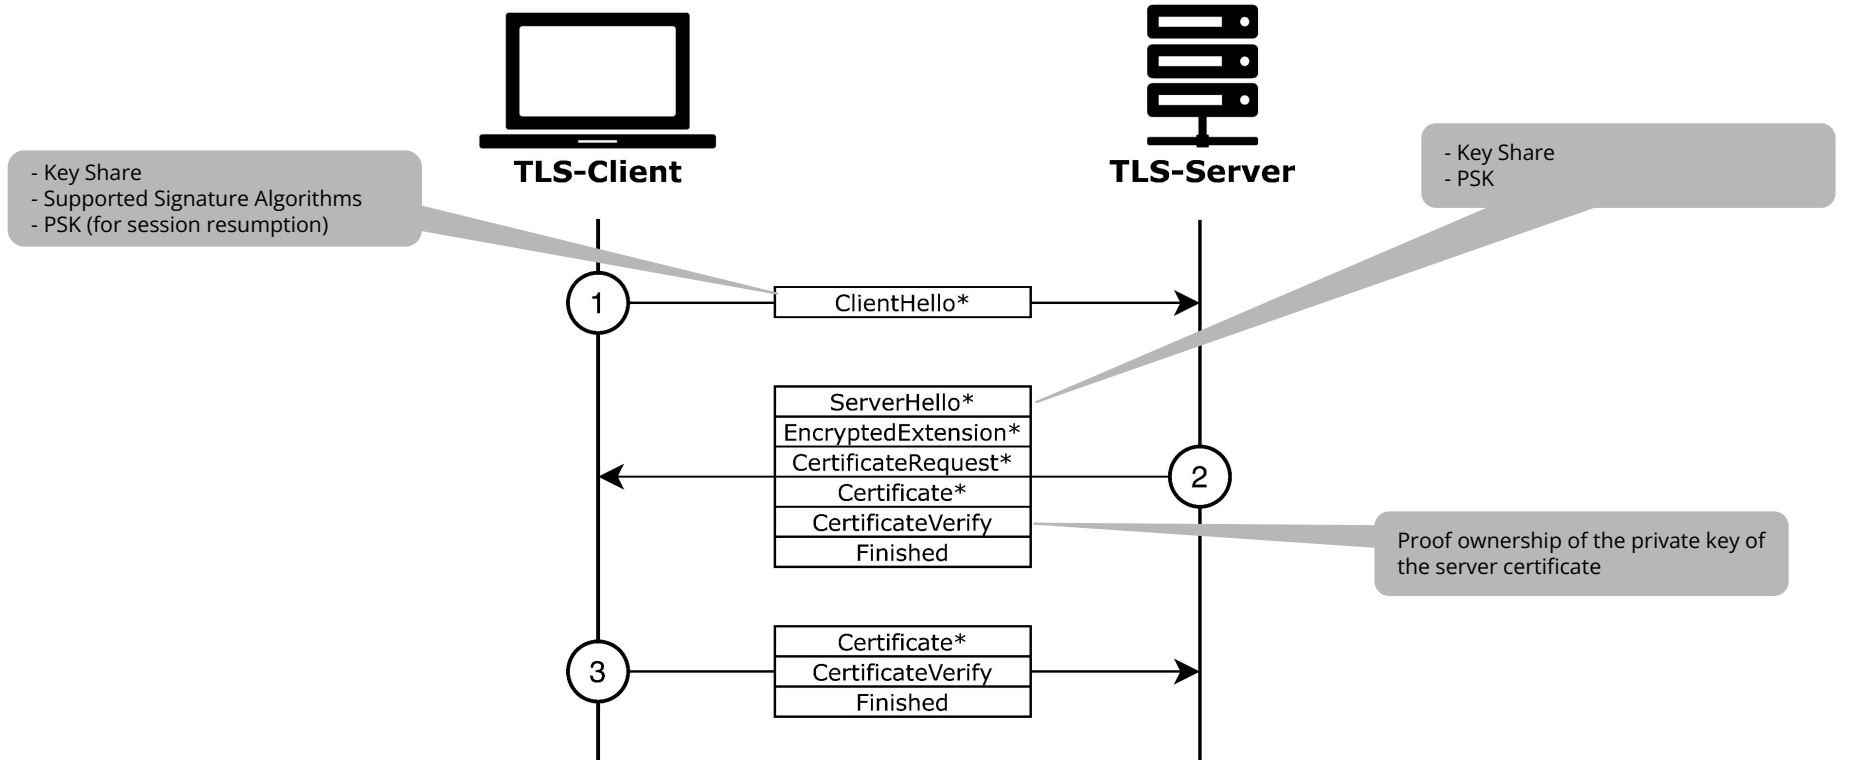 TLS-Client
TLS-Server
- Key Share
- Supported Signature Algorithms
- PSK (for session resumption)
- Key Share
- PSK
1
ClientHello*
ServerHello*
EncryptedExtension*
CertificateRequest*
Certificate*
CertificateVerify
Finished
2
Proof ownership of the private key of
the server certificate
3
Certificate*
CertificateVerify
Finished